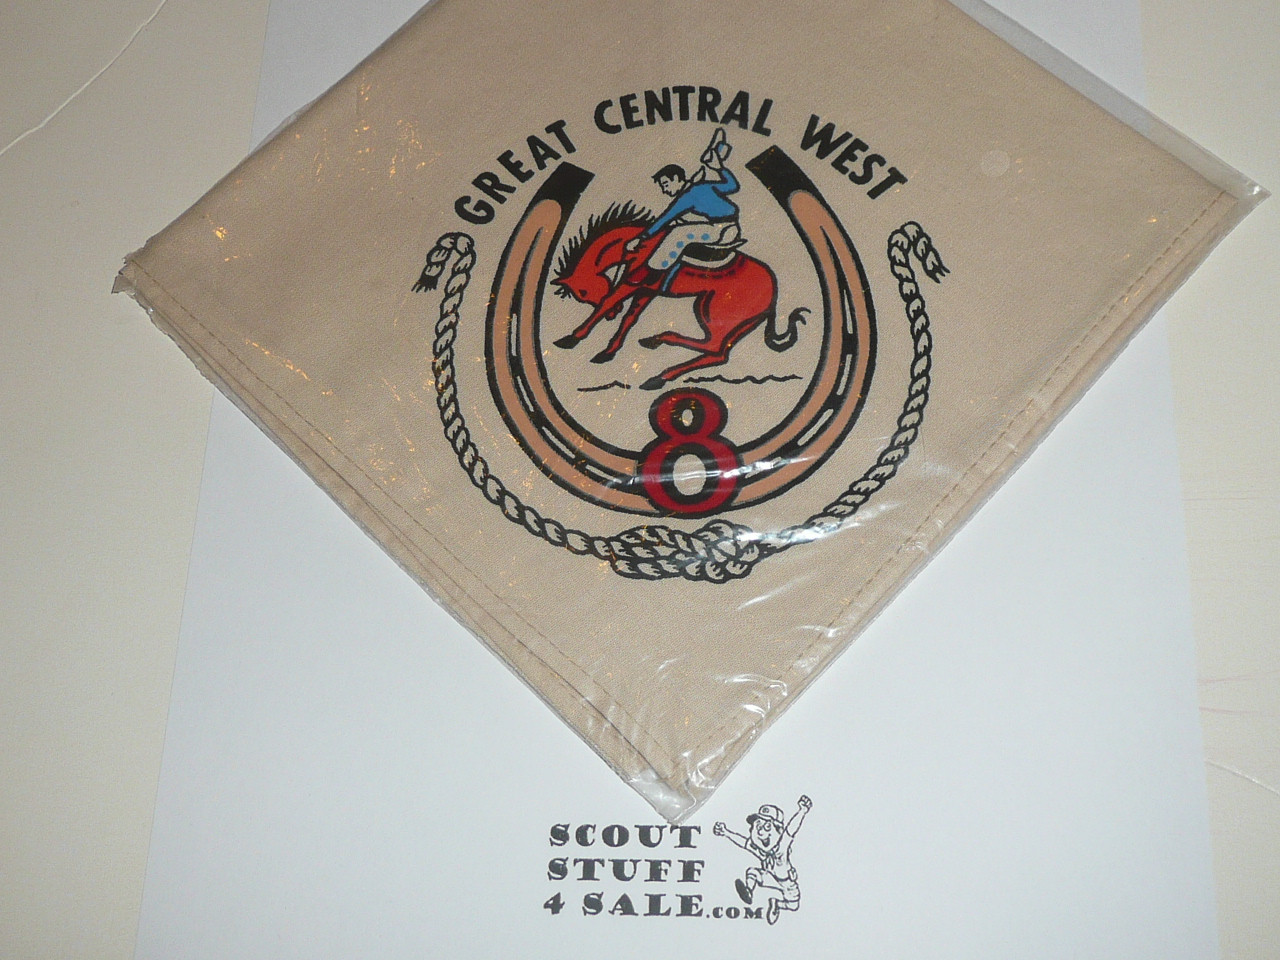 GREAT CENTRAL WEST
8
SCOUT
STUFF
4 SALE.COM